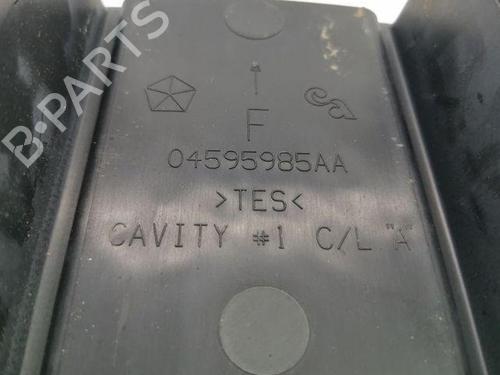 B-PARTS
F
04595985AA
>TES<
CAVITY #1 C/L "A"